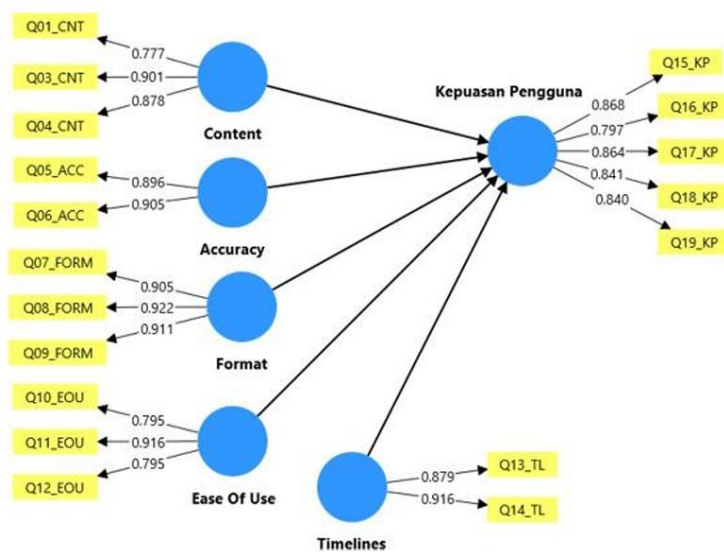 Q01_CNT
0.777
Q03_CNT
0.901
Q04_CNT
0.878
Content
Q05_ACC
0.896
Q06_ACC
0.905
Accuracy
Q07_FORM
0.905
Q08_FORM
0.922
Q09_FORM
0.911
Format
Q10_EOU
0.795
Q11_EOU
0.916
Q12_EOU
0.795
Ease Of Use
Q13_TL
0.879
Q14_TL
0.916
Timelines
Kepuasan Pengguna
Q15_KP
0.868
Q16_KP
0.797
Q17_KP
0.864
Q18_KP
0.841
Q19_KP
0.840